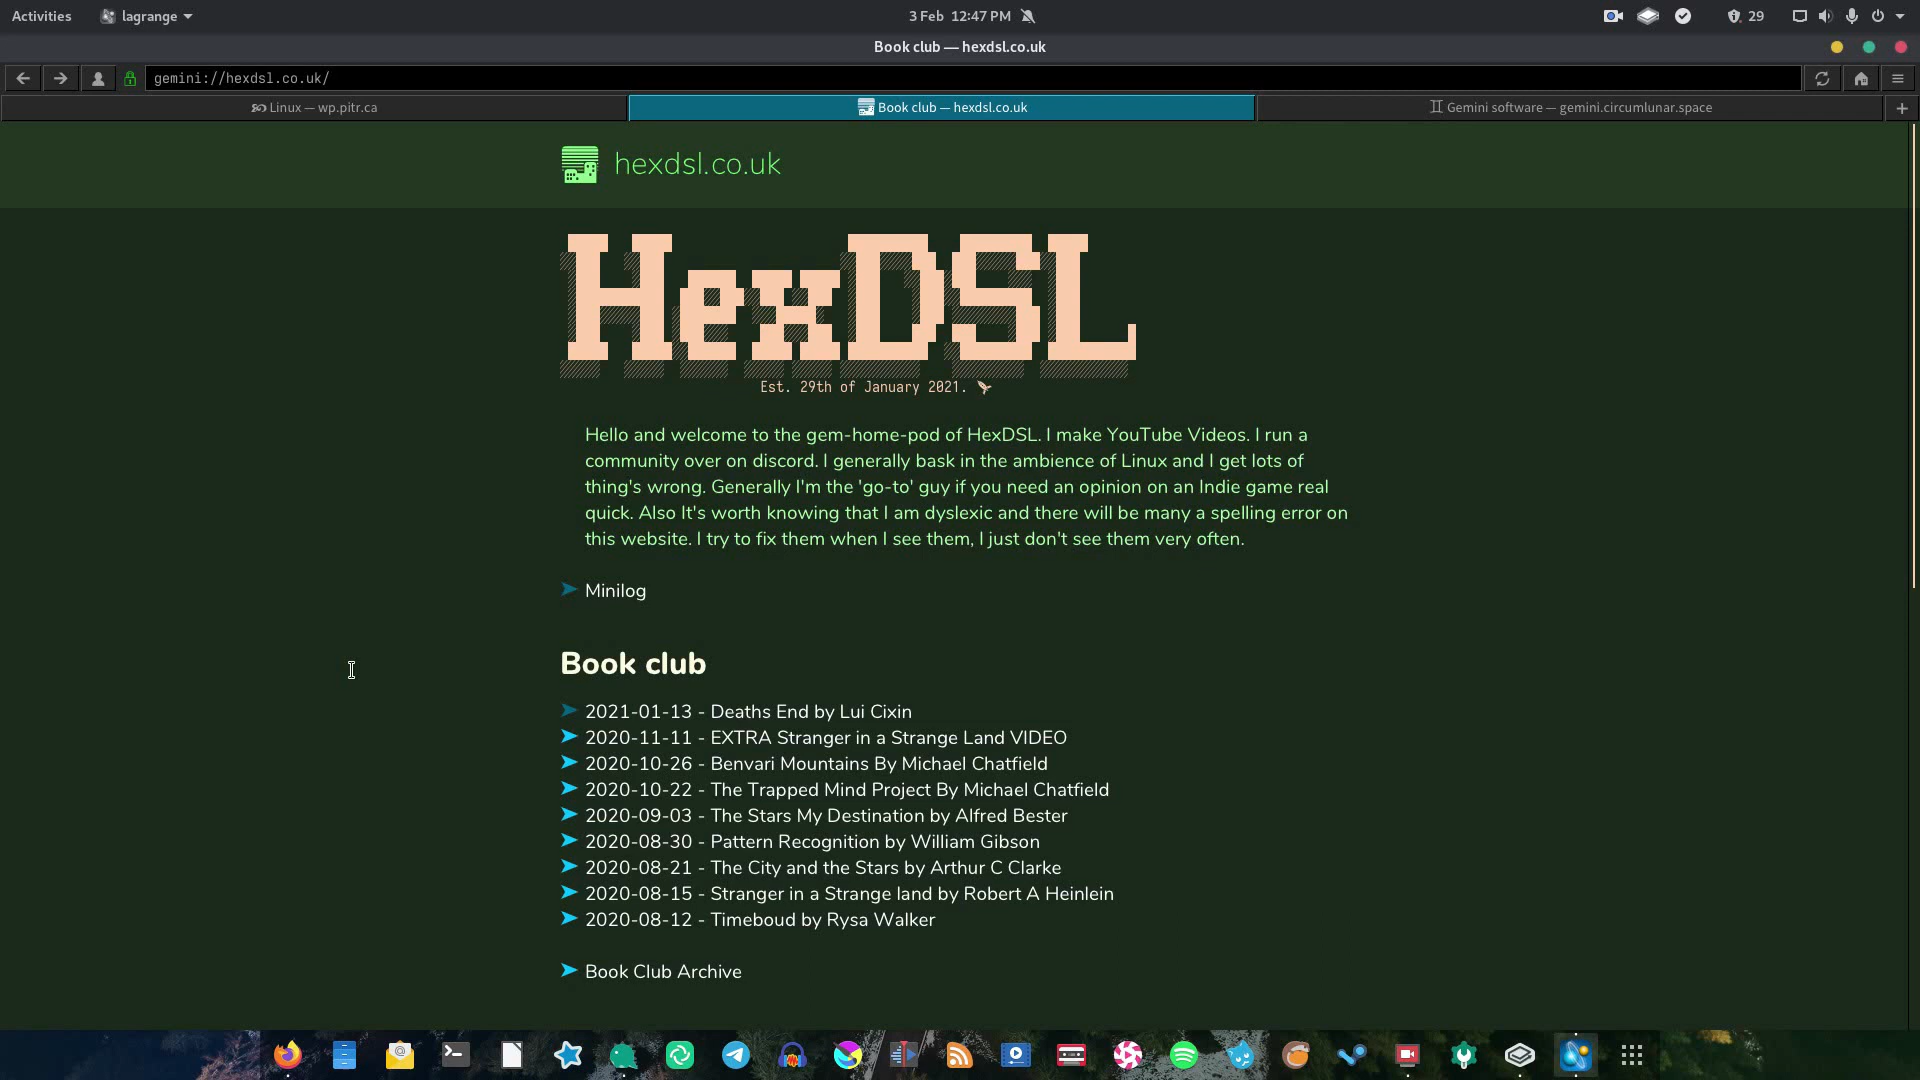 Activities lagrange 3 Feb 12:47 PM 29
Book club — hexdsl.co.uk
gemini://hexdsl.co.uk/
Linux — wp.pitr.ca Book club — hexdsl.co.uk Gemini software — gemini.circumlunar.space
hexdsl.co.uk
HexDSL
Est. 29th of January 2021.
Hello and welcome to the gem-home-pod of HexDSL. I make YouTube Videos. I run a
community over on discord. I generally bask in the ambience of Linux and I get lots of
thing's wrong. Generally I'm the 'go-to' guy if you need an opinion on an Indie game real
quick. Also It's worth knowing that I am dyslexic and there will be many a spelling error on
this website. I try to fix them when I see them, I just don't see them very often.
Minilog
Book club
2021-01-13 - Deaths End by Lui Cixin
2020-11-11 - EXTRA Stranger in a Strange Land VIDEO
2020-10-26 - Benvari Mountains By Michael Chatfield
2020-10-22 - The Trapped Mind Project By Michael Chatfield
2020-09-03 - The Stars My Destination by Alfred Bester
2020-08-30 - Pattern Recognition by William Gibson
2020-08-21 - The City and the Stars by Arthur C Clarke
2020-08-15 - Stranger in a Strange land by Robert A Heinlein
2020-08-12 - Timeboud by Rysa Walker
Book Club Archive